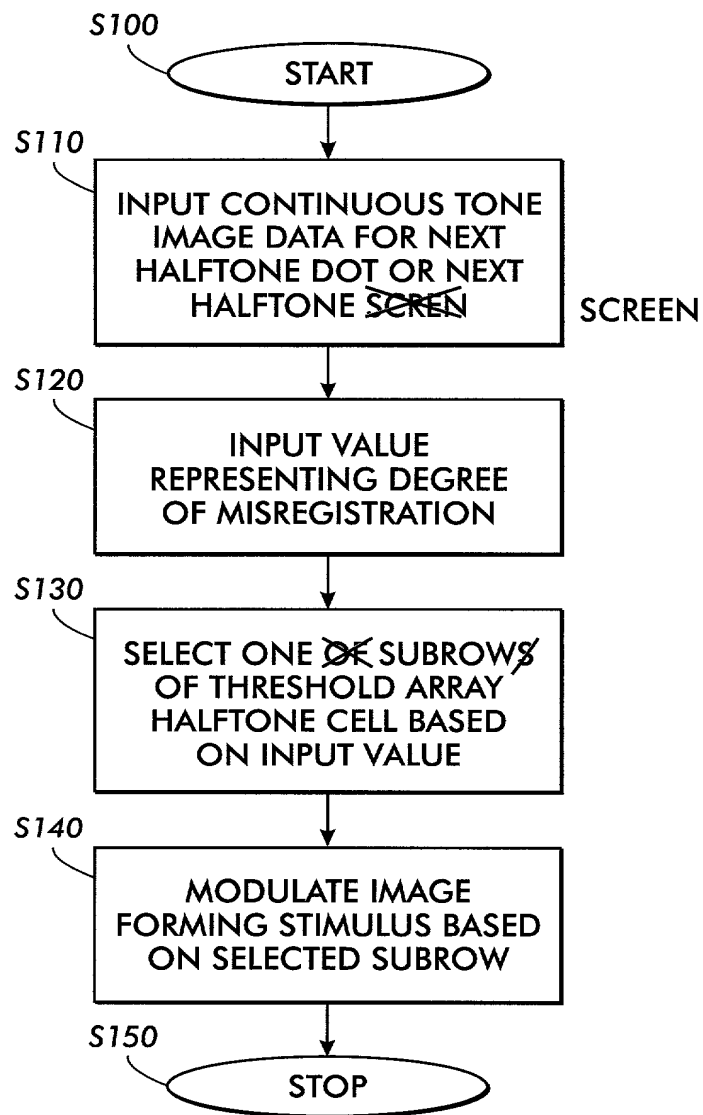 S100
START
S110
INPUT CONTINUOUS TONE
IMAGE DATA FOR NEXT
HALFTONE DOT OR NEXT
HALFTONE SCREN
SCREEN
S120
INPUT VALUE
REPRESENTING DEGREE
OF MISREGISTRATION
S130
SELECT ONE OF SUBROWS
OF THRESHOLD ARRAY
HALFTONE CELL BASED
ON INPUT VALUE
S140
MODULATE IMAGE
FORMING STIMULUS BASED
ON SELECTED SUBROW
S150
STOP